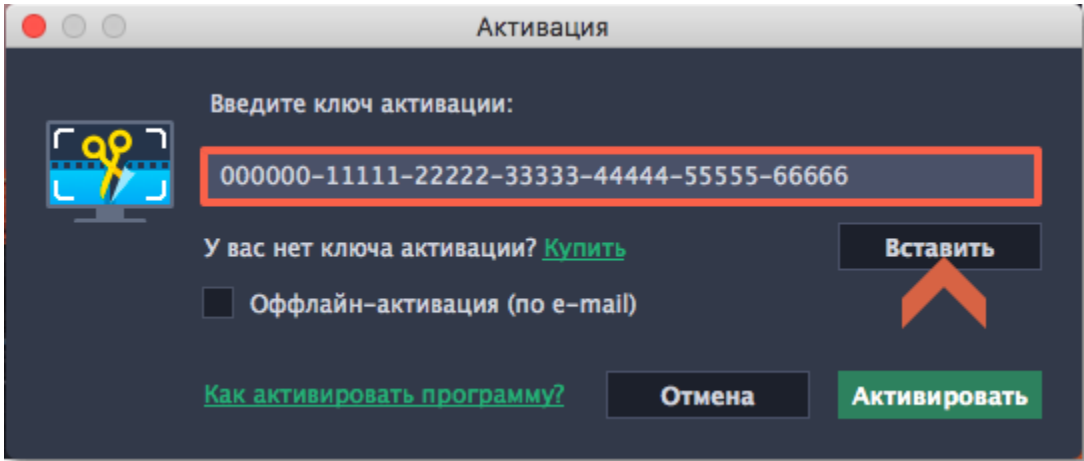 Активация
Введите ключ активации:
000000-11111-22222-33333-44444-55555-66666
У вас нет ключа активации? Купить
Вставить
Оффлайн-активация (по e-mail)
Как активировать программу?
Отмена
Активировать